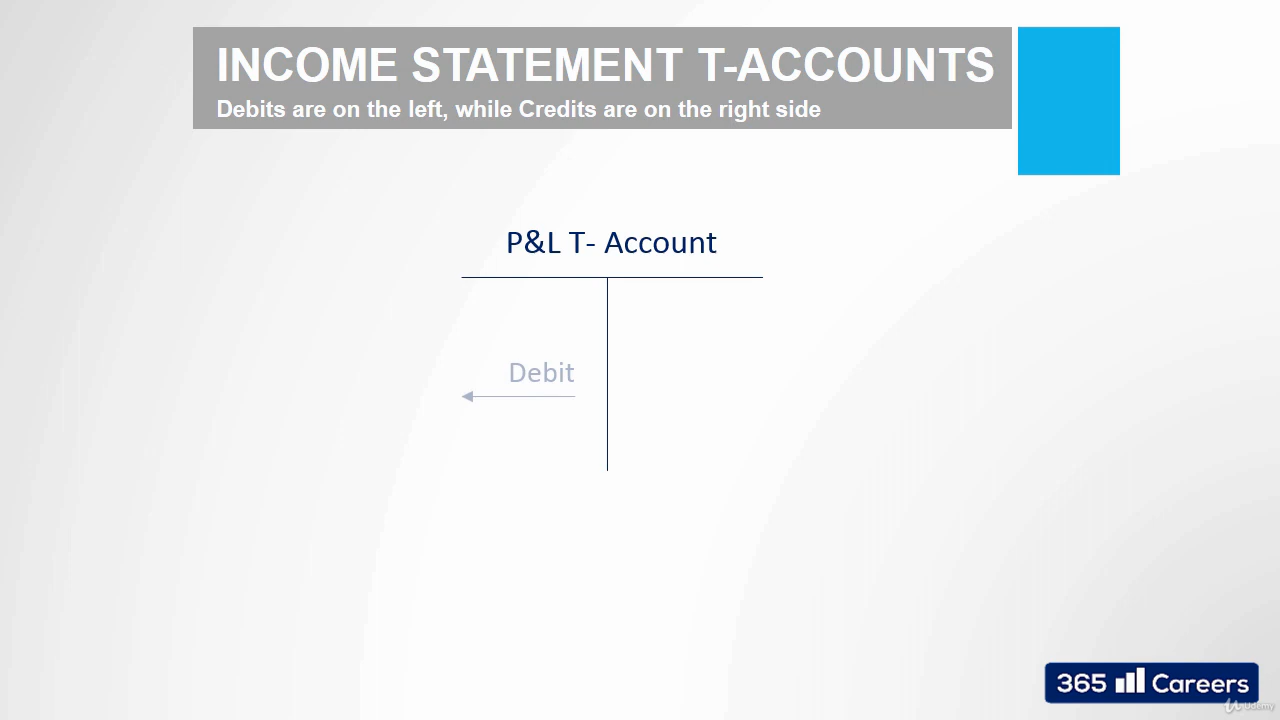 INCOME STATEMENT T-ACCOUNTS
Debits are on the left, while Credits are on the right side
P&L T- Account
Debit
365 Careers
Udemy